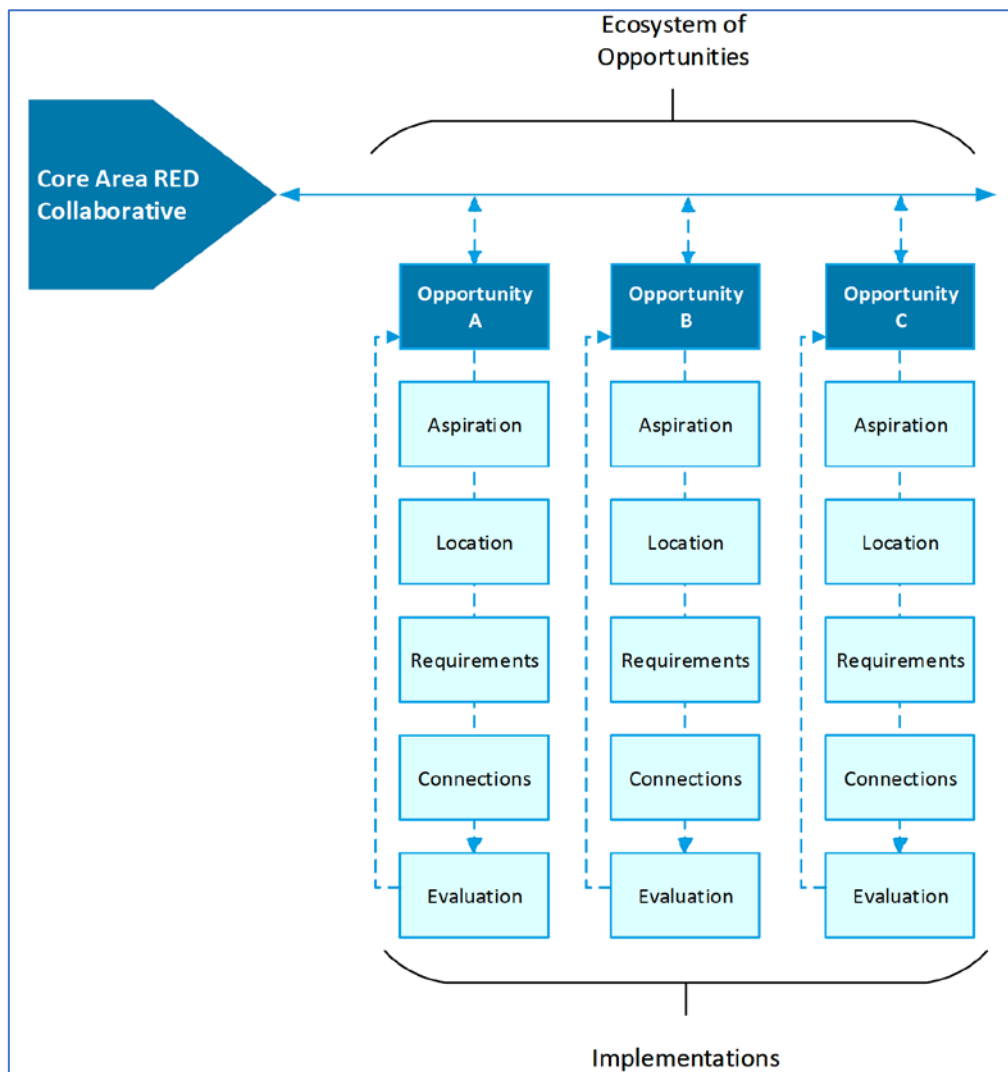 Ecosystem of
Opportunities
Core Area RED
Collaborative
Opportunity
A
Opportunity
B
Opportunity
C
Aspiration
Aspiration
Aspiration
Location
Location
Location
Requirements
Requirements
Requirements
Connections
Connections
Connections
Evaluation
Evaluation
Evaluation
Implementations